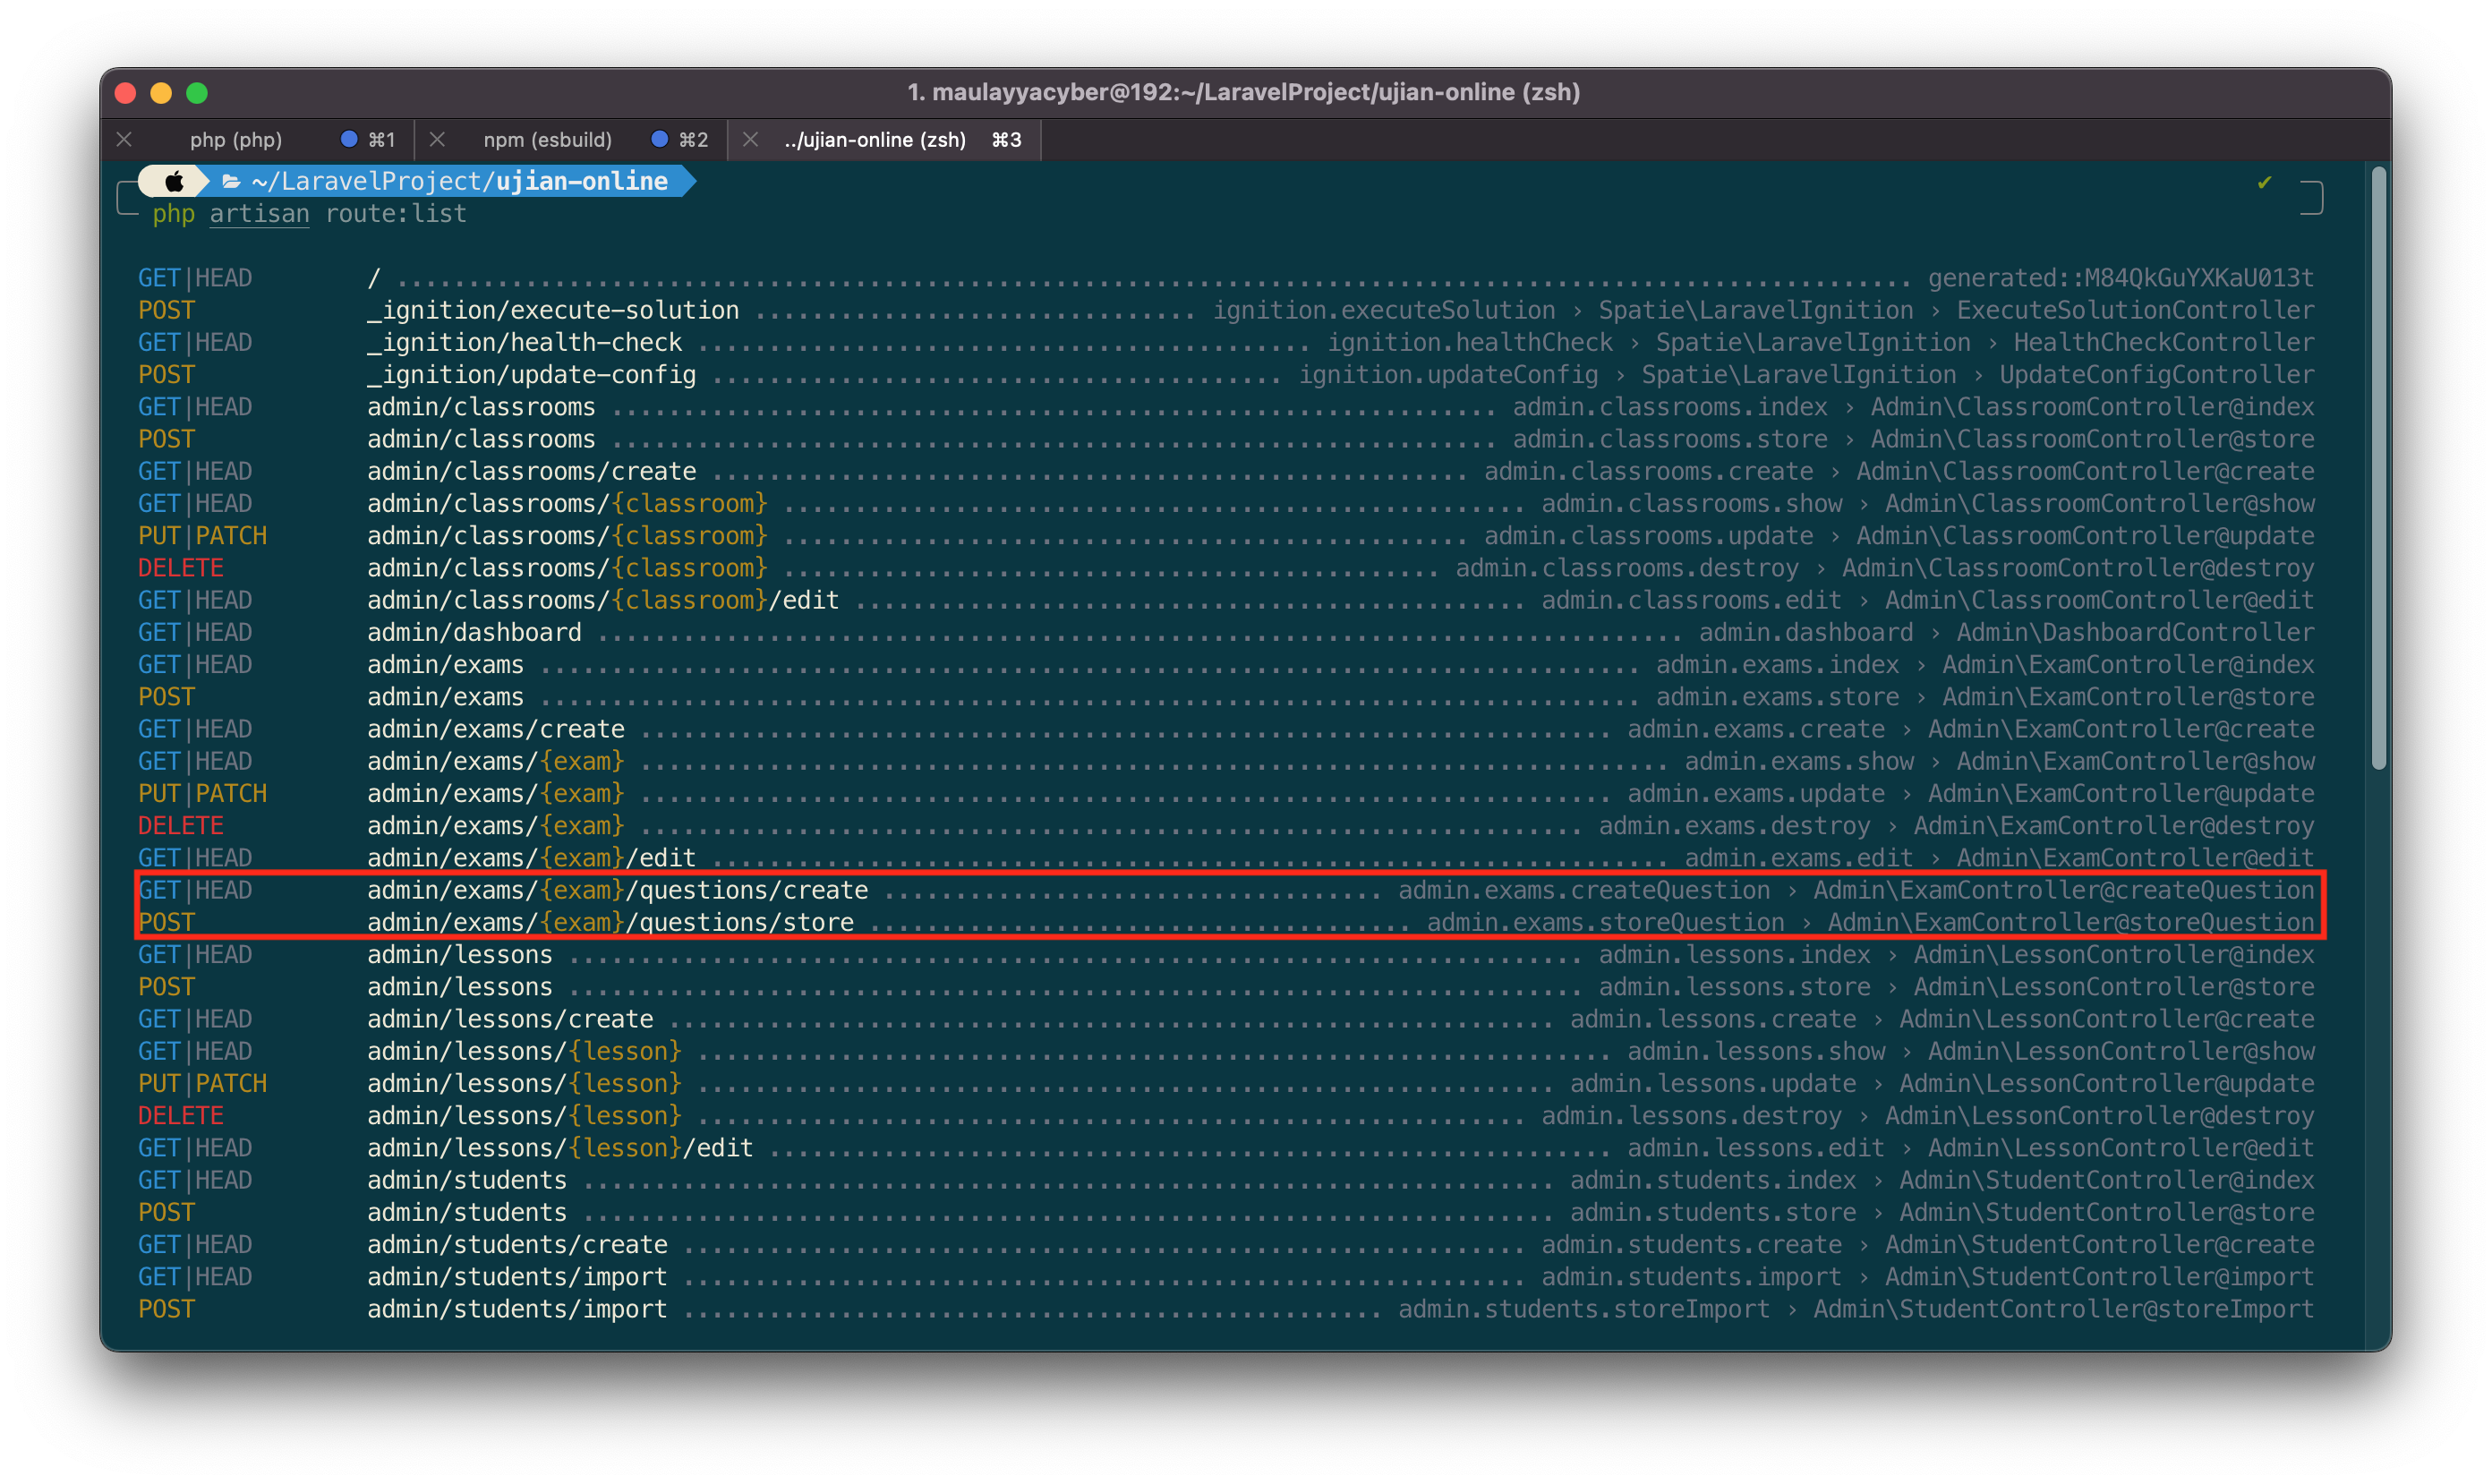 1. maulayyacyber@192:~/LaravelProject/ujian-online (zsh)
php (php) ⌘1 npm (esbuild) ⌘2 ../ujian-online (zsh) ⌘3
~/LaravelProject/ujian-online ✔
php artisan route:list
GET|HEAD / ........ generated::M84QkGuYXKaU013t
POST _ignition/execute-solution ........ ignition.executeSolution › Spatie\LaravelIgnition › ExecuteSolutionController
GET|HEAD _ignition/health-check ........ ignition.healthCheck › Spatie\LaravelIgnition › HealthCheckController
POST _ignition/update-config ........ ignition.updateConfig › Spatie\LaravelIgnition › UpdateConfigController
GET|HEAD admin/classrooms ........ admin.classrooms.index › Admin\ClassroomController@index
POST admin/classrooms ........ admin.classrooms.store › Admin\ClassroomController@store
GET|HEAD admin/classrooms/create ........ admin.classrooms.create › Admin\ClassroomController@create
GET|HEAD admin/classrooms/{classroom} ........ admin.classrooms.show › Admin\ClassroomController@show
PUT|PATCH admin/classrooms/{classroom} ........ admin.classrooms.update › Admin\ClassroomController@update
DELETE admin/classrooms/{classroom} ........ admin.classrooms.destroy › Admin\ClassroomController@destroy
GET|HEAD admin/classrooms/{classroom}/edit ........ admin.classrooms.edit › Admin\ClassroomController@edit
GET|HEAD admin/dashboard ........ admin.dashboard › Admin\DashboardController
GET|HEAD admin/exams ........ admin.exams.index › Admin\ExamController@index
POST admin/exams ........ admin.exams.store › Admin\ExamController@store
GET|HEAD admin/exams/create ........ admin.exams.create › Admin\ExamController@create
GET|HEAD admin/exams/{exam} ........ admin.exams.show › Admin\ExamController@show
PUT|PATCH admin/exams/{exam} ........ admin.exams.update › Admin\ExamController@update
DELETE admin/exams/{exam} ........ admin.exams.destroy › Admin\ExamController@destroy
GET|HEAD admin/exams/{exam}/edit ........ admin.exams.edit › Admin\ExamController@edit
GET|HEAD admin/exams/{exam}/questions/create ........ admin.exams.createQuestion › Admin\ExamController@createQuestion
POST admin/exams/{exam}/questions/store ........ admin.exams.storeQuestion › Admin\ExamController@storeQuestion
GET|HEAD admin/lessons ........ admin.lessons.index › Admin\LessonController@index
POST admin/lessons ........ admin.lessons.store › Admin\LessonController@store
GET|HEAD admin/lessons/create ........ admin.lessons.create › Admin\LessonController@create
GET|HEAD admin/lessons/{lesson} ........ admin.lessons.show › Admin\LessonController@show
PUT|PATCH admin/lessons/{lesson} ........ admin.lessons.update › Admin\LessonController@update
DELETE admin/lessons/{lesson} ........ admin.lessons.destroy › Admin\LessonController@destroy
GET|HEAD admin/lessons/{lesson}/edit ........ admin.lessons.edit › Admin\LessonController@edit
GET|HEAD admin/students ........ admin.students.index › Admin\StudentController@index
POST admin/students ........ admin.students.store › Admin\StudentController@store
GET|HEAD admin/students/create ........ admin.students.create › Admin\StudentController@create
GET|HEAD admin/students/import ........ admin.students.import › Admin\StudentController@import
POST admin/students/import ........ admin.students.storeImport › Admin\StudentController@storeImport